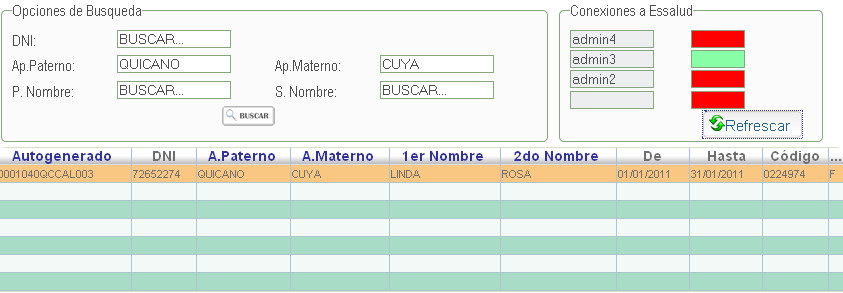 Opciones de Busqueda
DNI: BUSCAR...
Ap.Paterno: QUICANO Ap.Materno: CUYA
P. Nombre: BUSCAR... S. Nombre: BUSCAR...
BUSCAR
Conexiones a Essalud
admin4
admin3
admin2
Refrescar
Autogenerado DNI A.Paterno A.Materno 1er Nombre 2do Nombre De Hasta Código ...
0001040QCCAL003 72652274 QUICANO CUYA LINDA ROSA 01/01/2011 31/01/2011 0224974 F